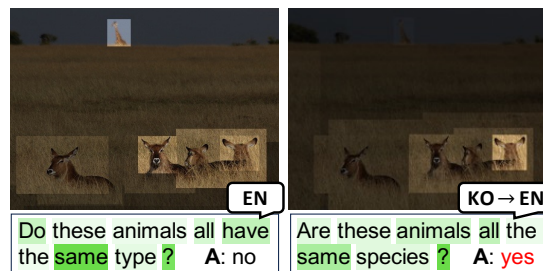 EN
Do these animals all have
the same type ? A: no
KO → EN
Are these animals all the
same species ? A: yes